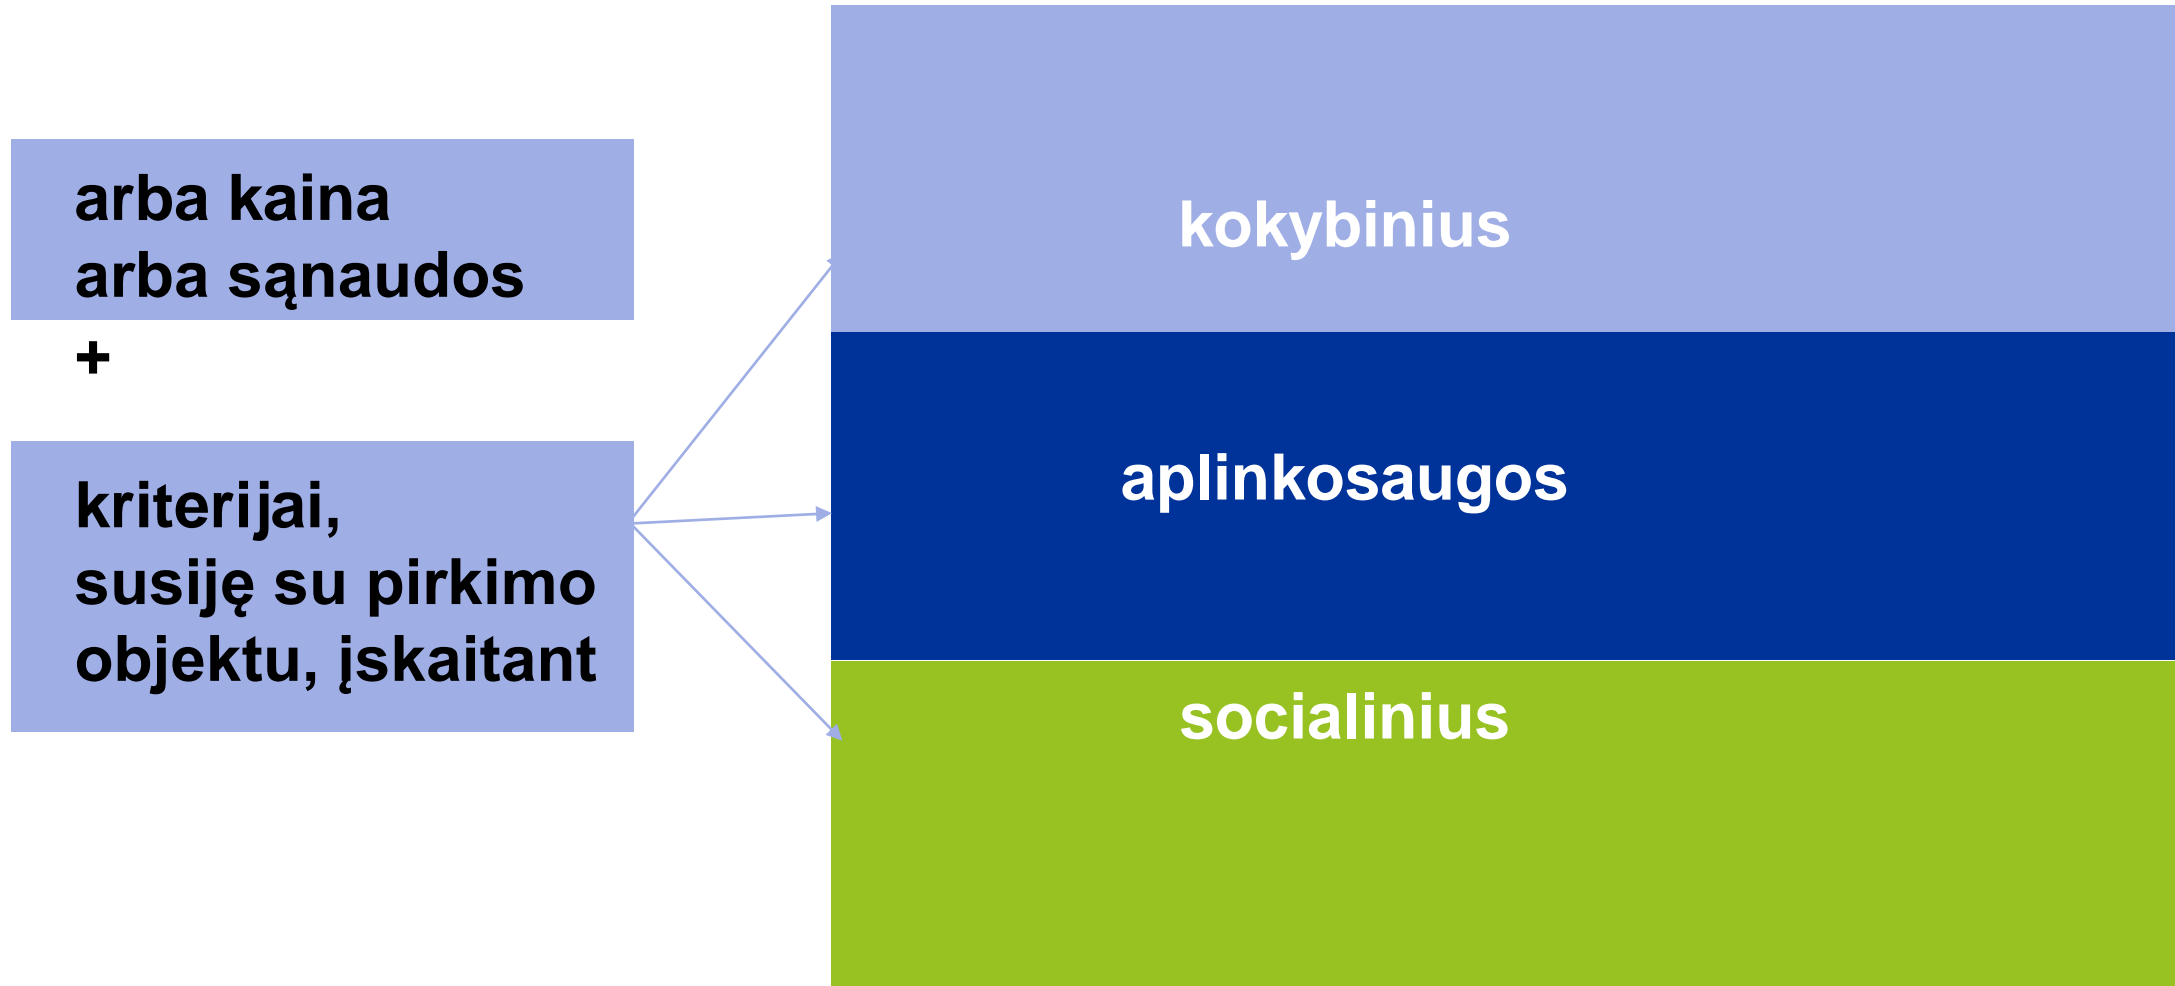 arba kaina
arba sąnaudos
+
kriterijai,
susiję su pirkimo
objektu, įskaitant
kokybinius
aplinkosaugos
socialinius